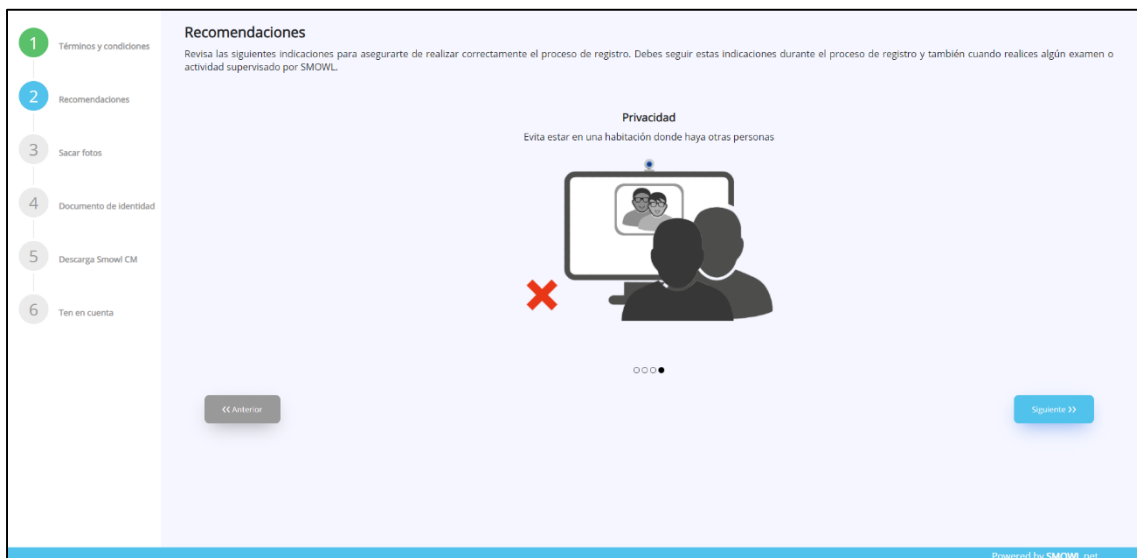 Recomendaciones
Revisa las siguientes indicaciones para asegurarte de realizar correctamente el proceso de registro. Debes seguir estas indicaciones durante el proceso de registro y también cuando realices algún examen o
actividad supervisado por SMOWL.
1 Términos y condiciones
2 Recomendaciones
3 Sacar fotos
4 Documento de identidad
5 Descarga Smowl CM
6 Ten en cuenta
Privacidad
Evita estar en una habitación donde haya otras personas
<< Anterior
Siguiente >>
Powered by SMOWL.net